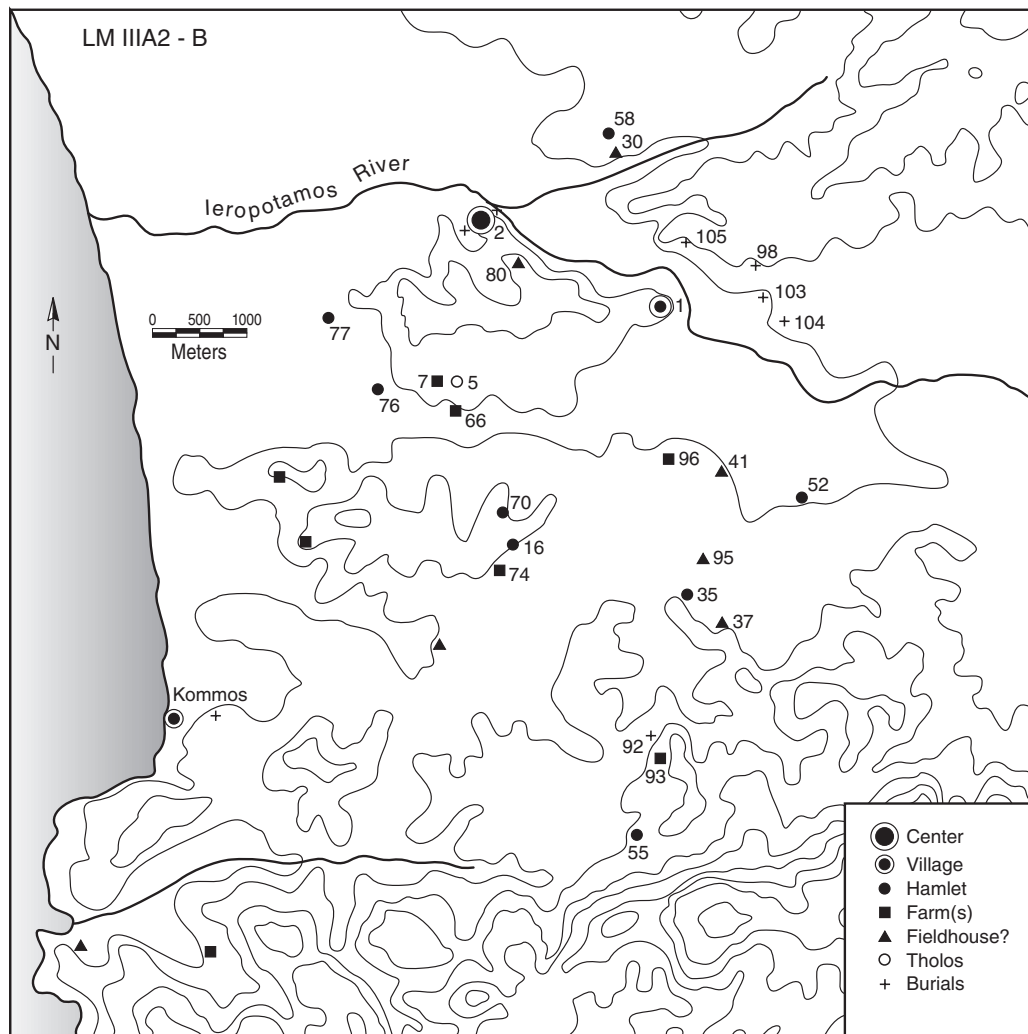 LM IIIA2 - B
58
30
Ieropotamos River
2
105
98
80
103
1
104
N
0 500 1000
Meters
77
7
5
76
66
96
41
52
70
16
95
74
35
37
Kommos
92
93
55
Center
Village
Hamlet
Farm(s)
Fieldhouse?
Tholos
Burials